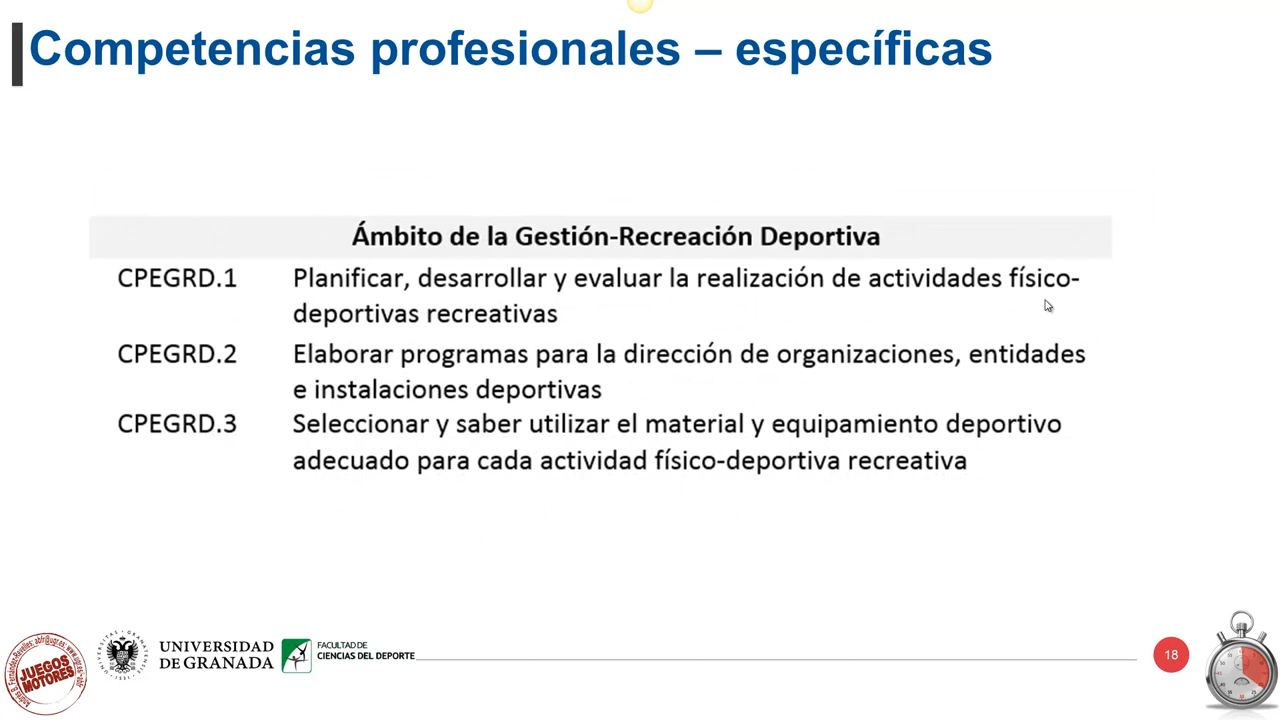 Competencias profesionales – específicas
Ámbito de la Gestión-Recreación Deportiva
CPEGRD.1 Planificar, desarrollar y evaluar la realización de actividades físico-
deportivas recreativas
CPEGRD.2 Elaborar programas para la dirección de organizaciones, entidades
e instalaciones deportivas
CPEGRD.3 Seleccionar y saber utilizar el material y equipamiento deportivo
adecuado para cada actividad físico-deportiva recreativa
JUEGOS
MOTORES
UNIVERSIDAD
DE GRANADA
FACULTAD DE
CIENCIAS DEL DEPORTE
18